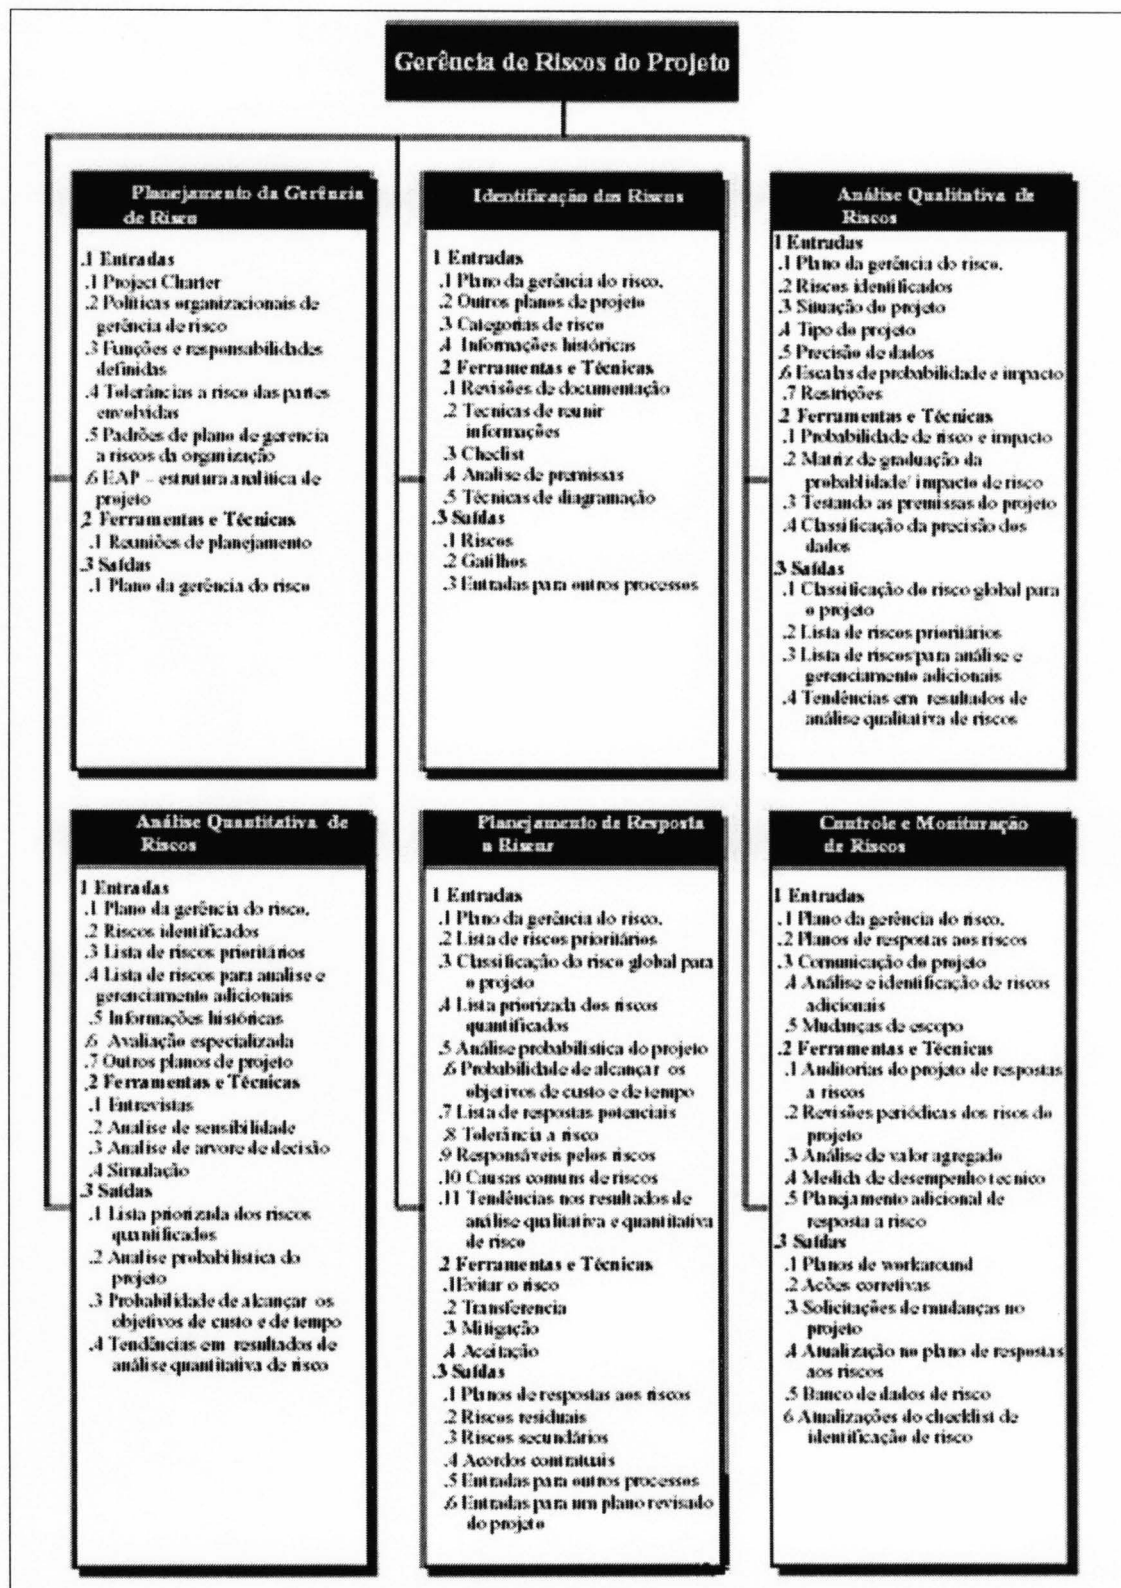 Gerência de Riscos do Projeto
Planejamento da Gerência
de Risco
.1 Entradas
.1 Project Charter
.2 Políticas organizacionais de
gerência de risco
.3 Funções e responsabilidades
definidas
.4 Tolerâncias a risco das partes
envolvidas
.5 Padrões de plano de gerencia
a riscos da organização
.6 EAP – estrutura analítica de
projeto
.2 Ferramentas e Técnicas
.1 Reuniões de planejamento
.3 Saídas
.1 Plano da gerência do risco
Identificação dos Riscos
1 Entradas
.1 Plano da gerência do risco.
.2 Outros planos de projeto
.3 Categorias de risco
.4 Informações históricas
.2 Ferramentas e Técnicas
.1 Revisões de documentação
.2 Tecnicas de reunir
informações
.3 Checlist
.4 Analise de premissas
.5 Técnicas de diagramação
.3 Saídas
.1 Riscos
.2 Gatilhos
.3 Entradas para outros processos
Análise Qualitativa de
Riscos
1 Entradas
.1 Plano da gerência do risco.
.2 Riscos identificados
.3 Situação do projeto
.4 Tipo do projeto
.5 Precisão de dados
.6 Escalas de probabilidade e impacto
.7 Restrições
.2 Ferramentas e Técnicas
.1 Probabilidade de risco e impacto
.2 Matriz de graduação da
probablidade/ impacto de risco
.3 Testando as premissas do projeto
.4 Classificação da precisão dos
dados
.3 Saídas
.1 Classificação do risco global para
o projeto
.2 Lista de riscos prioritários
.3 Lista de riscos para análise e
gerenciamento adicionais
.4 Tendências em resultados de
análise qualitativa de riscos
Análise Quantitativa de
Riscos
1 Entradas
.1 Plano da gerência do risco.
.2 Riscos identificados
.3 Lista de riscos prioritários
.4 Lista de riscos para analise e
gerenciamento adicionais
.5 Informações históricas
.6 Avaliação especializada
.7 Outros planos de projeto
.2 Ferramentas e Técnicas
.1 Entrevistas
.2 Analise de sensibilidade
.3 Analise de arvore de decisão
.4 Simulação
.3 Saídas
.1 Lista priorizada dos riscos
quantificados
.2 Analise probabilistica do
projeto
.3 Probabilidade de alcançar os
objetivos de custo e de tempo
.4 Tendências em resultados de
análise quantitativa de risco
Planejamento de Resposta
a Riscos
1 Entradas
.1 Plano da gerência do risco.
.2 Lista de riscos prioritários
.3 Classificação do risco global para
o projeto
.4 Lista priorizada dos riscos
quantificados
.5 Análise probabilistica do projeto
.6 Probabilidade de alcançar os
objetivos de custo e de tempo
.7 Lista de respostas potenciais
.8 Tolerância a risco
.9 Responsáveis pelos riscos
.10 Causas comuns de riscos
.11 Tendências nos resultados de
análise qualitativa e quantitativa
de risco
.2 Ferramentas e Técnicas
.1Evitar o risco
.2 Transferencia
.3 Mitigação
.4 Aceitação
.3 Saídas
.1 Planos de respostas aos riscos
.2 Riscos residuais
.3 Riscos secundários
.4 Acordos contratuais
.5 Entradas para outros processos
.6 Entradas para um plano revisado
do projeto
Controle e Monituração
de Riscos
1 Entradas
.1 Plano da gerência do risco.
.2 Planos de respostas aos riscos
.3 Comunicação do projeto
.4 Análise e identificação de riscos
adicionais
.5 Mudanças de escopo
.2 Ferramentas e Técnicas
.1 Auditorias do projeto de respostas
a riscos
.2 Revisões periódicas dos risos do
projeto
.3 Análise de valor agregado
.4 Medida de desempenho tecnico
.5 Planejamento adicional de
resposta a risco
.3 Saídas
.1 Planos de workaround
.2 Acões corretivas
.3 Solicitações de mudanças no
projeto
.4 Atualização no plano de respostas
aos riscos
.5 Banco de dados de risco
6 Atualizações do checklist de
identificação de risco